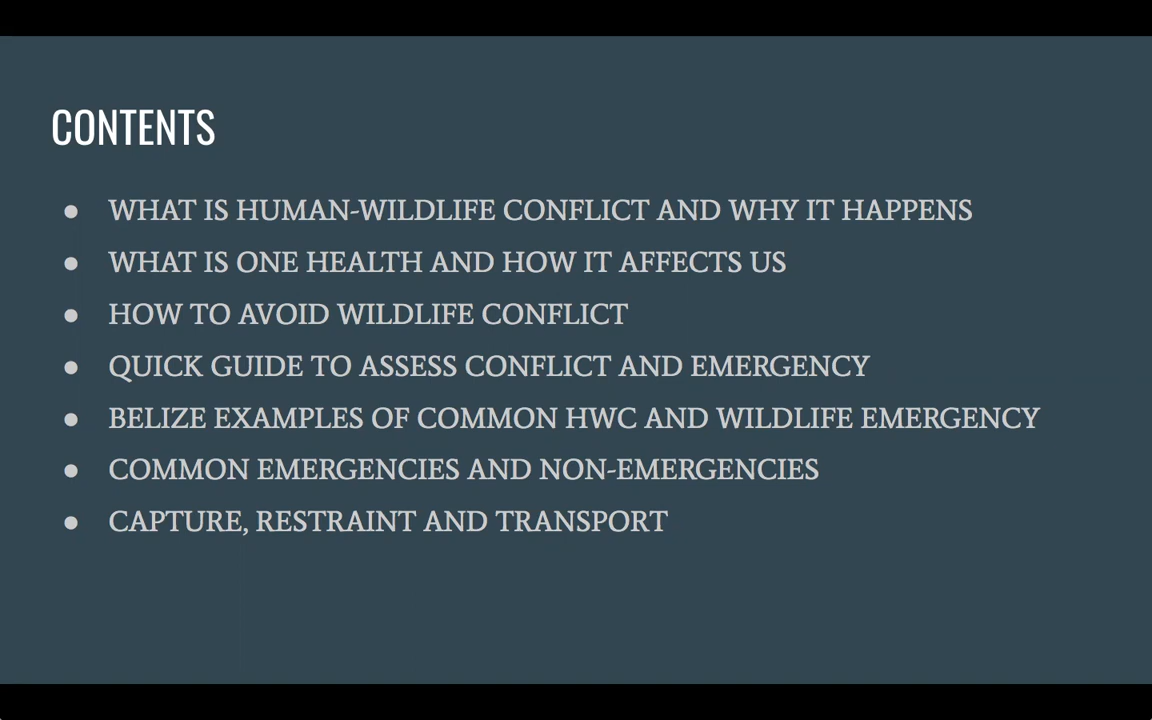 CONTENTS
● WHAT IS HUMAN-WILDLIFE CONFLICT AND WHY IT HAPPENS
● WHAT IS ONE HEALTH AND HOW IT AFFECTS US
● HOW TO AVOID WILDLIFE CONFLICT
● QUICK GUIDE TO ASSESS CONFLICT AND EMERGENCY
● BELIZE EXAMPLES OF COMMON HWC AND WILDLIFE EMERGENCY
● COMMON EMERGENCIES AND NON-EMERGENCIES
● CAPTURE, RESTRAINT AND TRANSPORT